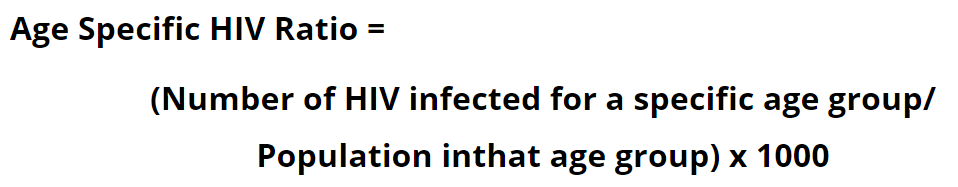 Age Specific HIV Ratio =
(Number of HIV infected for a specific age group/
Population inthat age group) x 1000